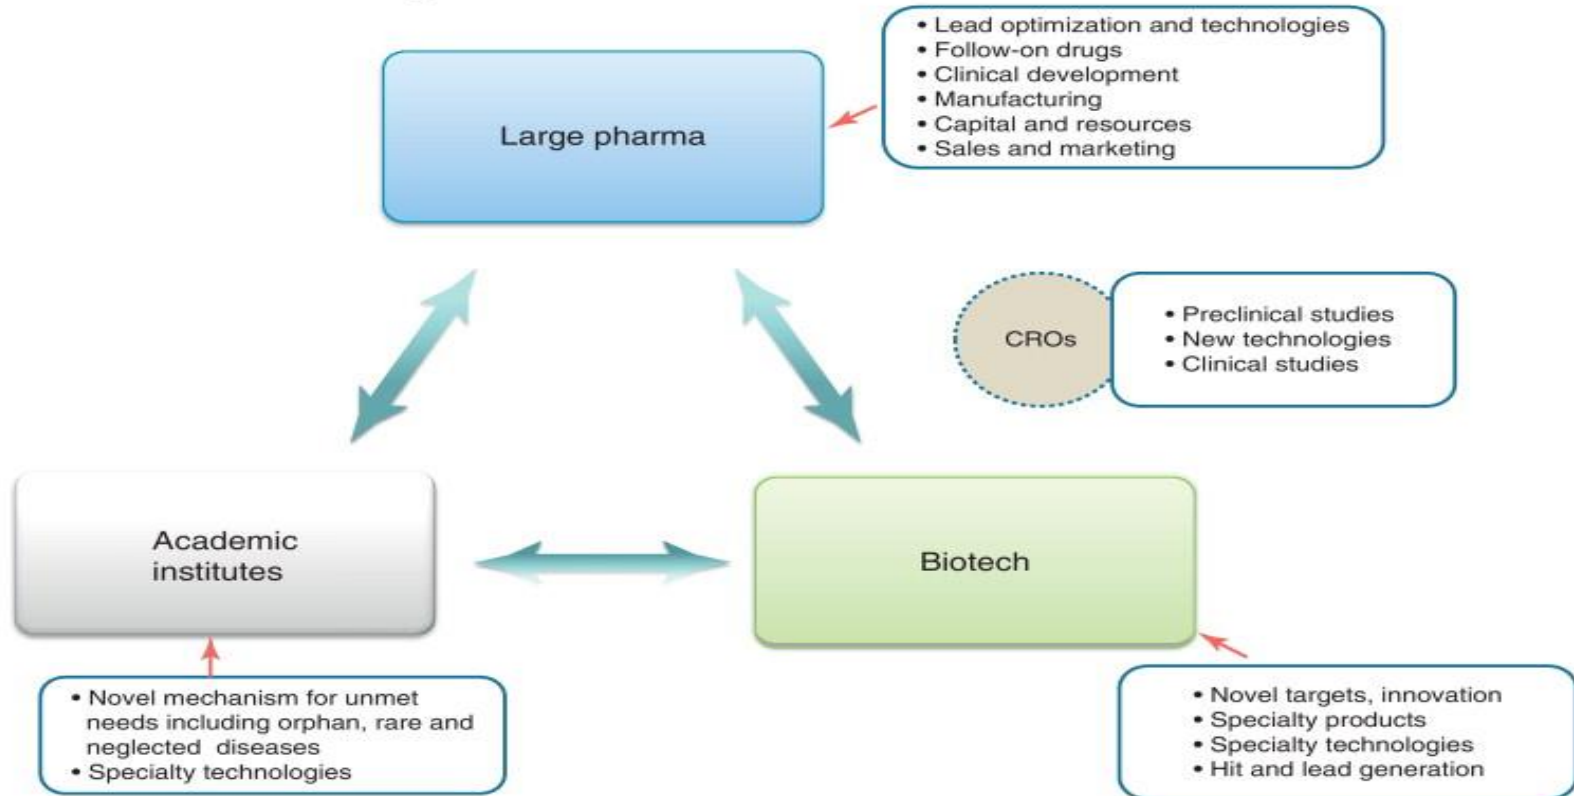 • Lead optimization and technologies
• Follow-on drugs
• Clinical development
• Manufacturing
• Capital and resources
• Sales and marketing
Large pharma
CROs
• Preclinical studies
• New technologies
• Clinical studies
Academic
institutes
Biotech
• Novel mechanism for unmet
needs including orphan, rare and
neglected diseases
• Specialty technologies
• Novel targets, innovation
• Specialty products
• Specialty technologies
• Hit and lead generation